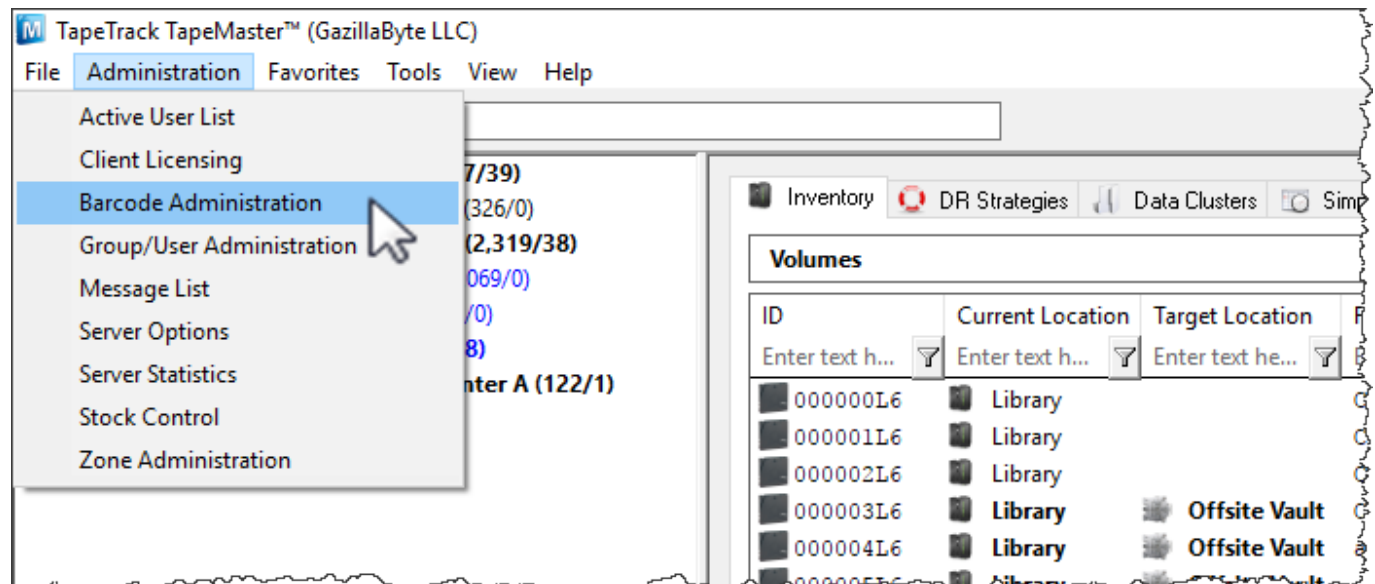 TapeTrack TapeMaster™ (GazillaByte LLC)
File Administration Favorites Tools View Help
Active User List
Client Licensing
Barcode Administration
Group/User Administration
Message List
Server Options
Server Statistics
Stock Control
Zone Administration
7/39)
(326/0)
(2,319/38)
069/0)
/0)
8)
nter A (122/1)
Inventory DR Strategies Data Clusters Simp
Volumes
ID Current Location Target Location
Enter text h... Enter text h... Enter text he...
000000L6 Library
000001L6 Library
000002L6 Library
000003L6 Library Offsite Vault
000004L6 Library Offsite Vault